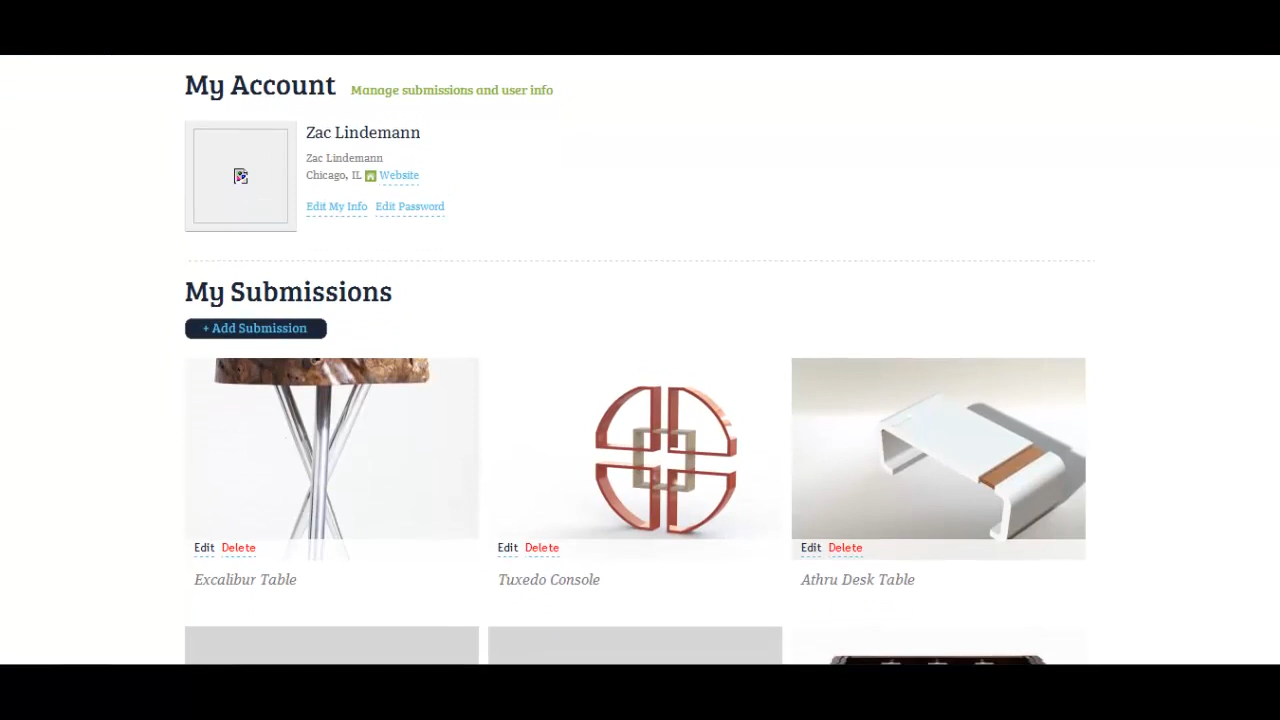 My Account Manage submissions and user info
Zac Lindemann
Zac Lindemann
Chicago, IL Website
Edit My Info Edit Password
My Submissions
+ Add Submission
Edit Delete Edit Delete Edit Delete
Excalibur Table Tuxedo Console Athru Desk Table